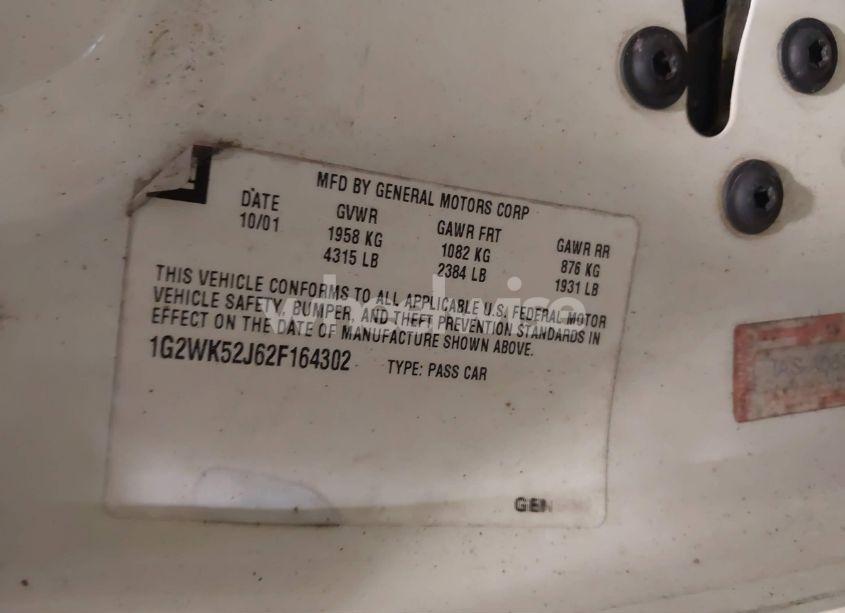 MFD BY GENERAL MOTORS CORP
DATE GVWR GAWR FRT GAWR RR
10/01 1958 KG 1082 KG 876 KG
4315 LB 2384 LB 1931 LB
THIS VEHICLE CONFORMS TO ALL APPLICABLE U.S. FEDERAL MOTOR
VEHICLE SAFETY, BUMPER, AND THEFT PREVENTION STANDARDS IN
EFFECT ON THE DATE OF MANUFACTURE SHOWN ABOVE.
1G2WK52J62F164302 TYPE: PASS CAR
wheelwise
GEN